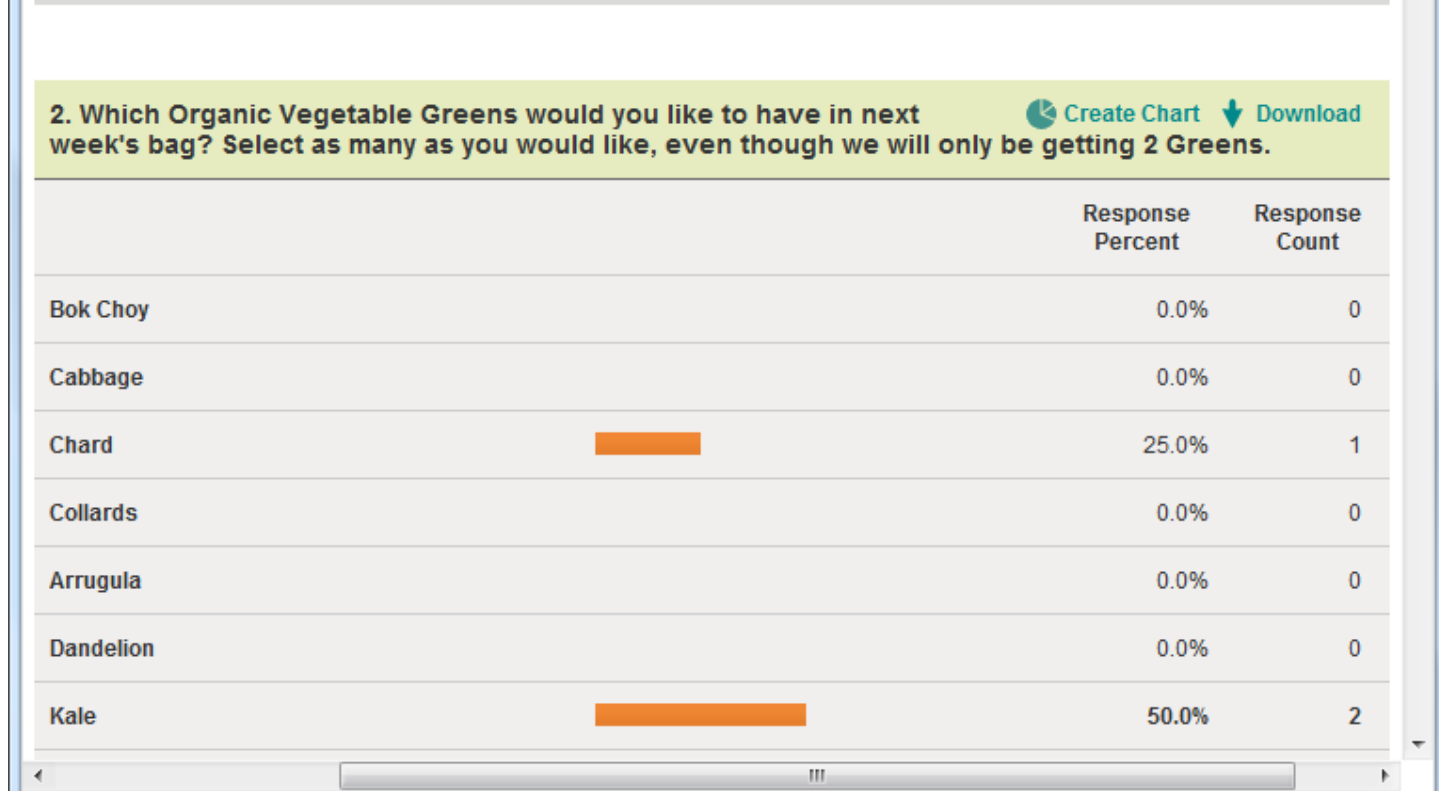 2. Which Organic Vegetable Greens would you like to have in next
Create Chart Download
week's bag? Select as many as you would like, even though we will only be getting 2 Greens.
Response Response
Percent Count
Bok Choy 0.0% 0
Cabbage 0.0% 0
Chard 25.0% 1
Collards 0.0% 0
Arrugula 0.0% 0
Dandelion 0.0% 0
Kale 50.0% 2